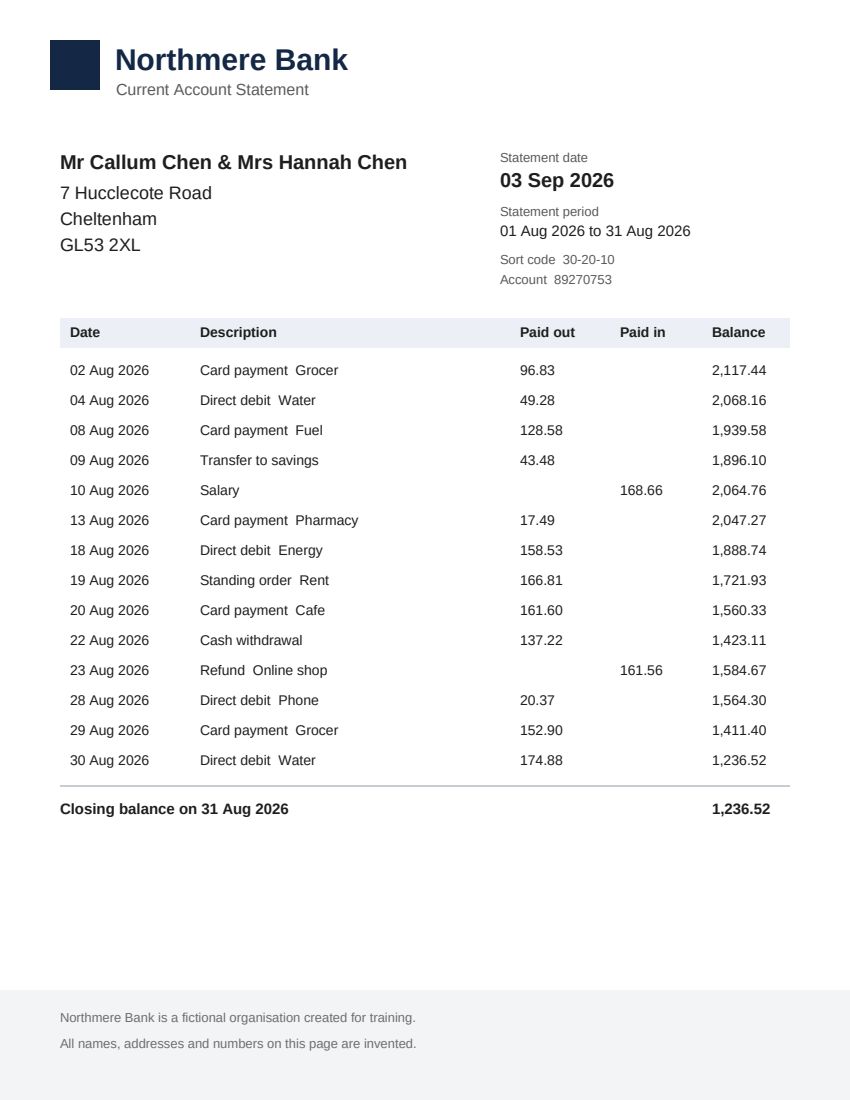 Northmere Bank
Current Account Statement
Mr Callum Chen & Mrs Hannah Chen
7 Hucclecote Road
Cheltenham
GL53 2XL
Statement date
03 Sep 2026
Statement period
01 Aug 2026 to 31 Aug 2026
Sort code 30-20-10
Account 89270753
Date Description Paid out Paid in Balance
02 Aug 2026 Card payment Grocer 96.83 2,117.44
04 Aug 2026 Direct debit Water 49.28 2,068.16
08 Aug 2026 Card payment Fuel 128.58 1,939.58
09 Aug 2026 Transfer to savings 43.48 1,896.10
10 Aug 2026 Salary 168.66 2,064.76
13 Aug 2026 Card payment Pharmacy 17.49 2,047.27
18 Aug 2026 Direct debit Energy 158.53 1,888.74
19 Aug 2026 Standing order Rent 166.81 1,721.93
20 Aug 2026 Card payment Cafe 161.60 1,560.33
22 Aug 2026 Cash withdrawal 137.22 1,423.11
23 Aug 2026 Refund Online shop 161.56 1,584.67
28 Aug 2026 Direct debit Phone 20.37 1,564.30
29 Aug 2026 Card payment Grocer 152.90 1,411.40
30 Aug 2026 Direct debit Water 174.88 1,236.52
Closing balance on 31 Aug 2026 1,236.52
Northmere Bank is a fictional organisation created for training.
All names, addresses and numbers on this page are invented.